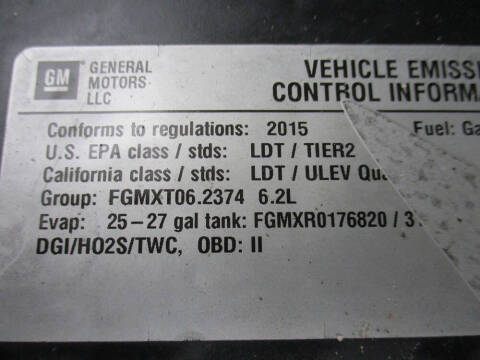 GM GENERAL MOTORS LLC
VEHICLE EMISSI
CONTROL INFORMA
Conforms to regulations: 2015 Fuel: Ga
U.S. EPA class / stds: LDT / TIER2
California class / stds: LDT / ULEV Qu
Group: FGMXT06.2374 6.2L
Evap: 25-27 gal tank: FGMXR0176820 / 3
DGI/HO2S/TWC, OBD: II